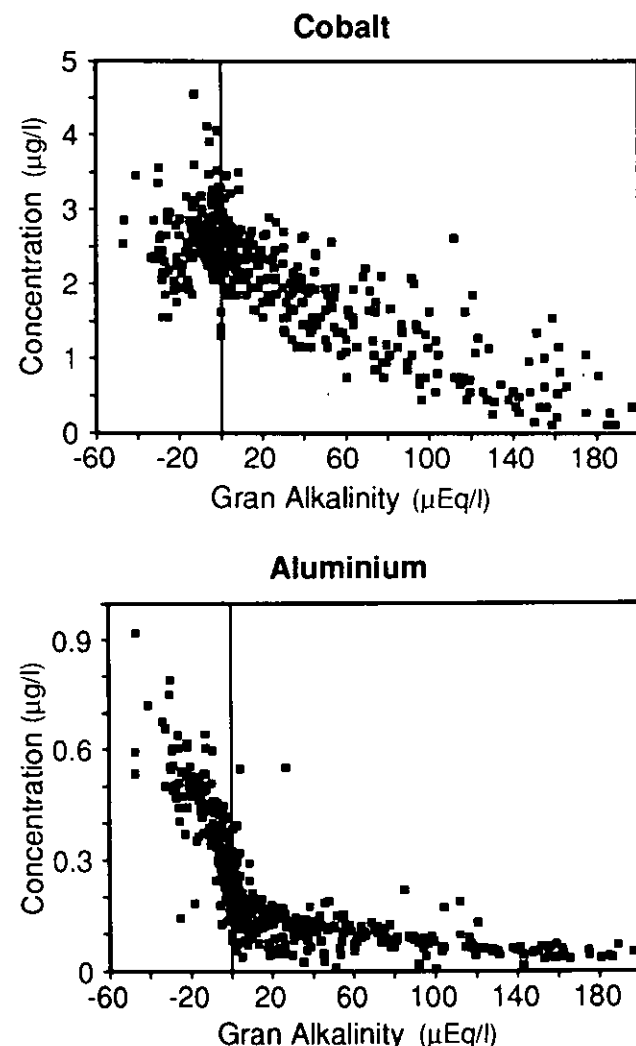 Cobalt
5
4
3
2
1
0
Concentration (µg/l)
-60 -20 20 60 100 140 180
Gran Alkalinity (µEq/l)
Aluminium
0.9
0.6
0.3
0
Concentration (µg/l)
-60 -20 20 60 100 140 180
Gran Alkalinity (µEq/l)